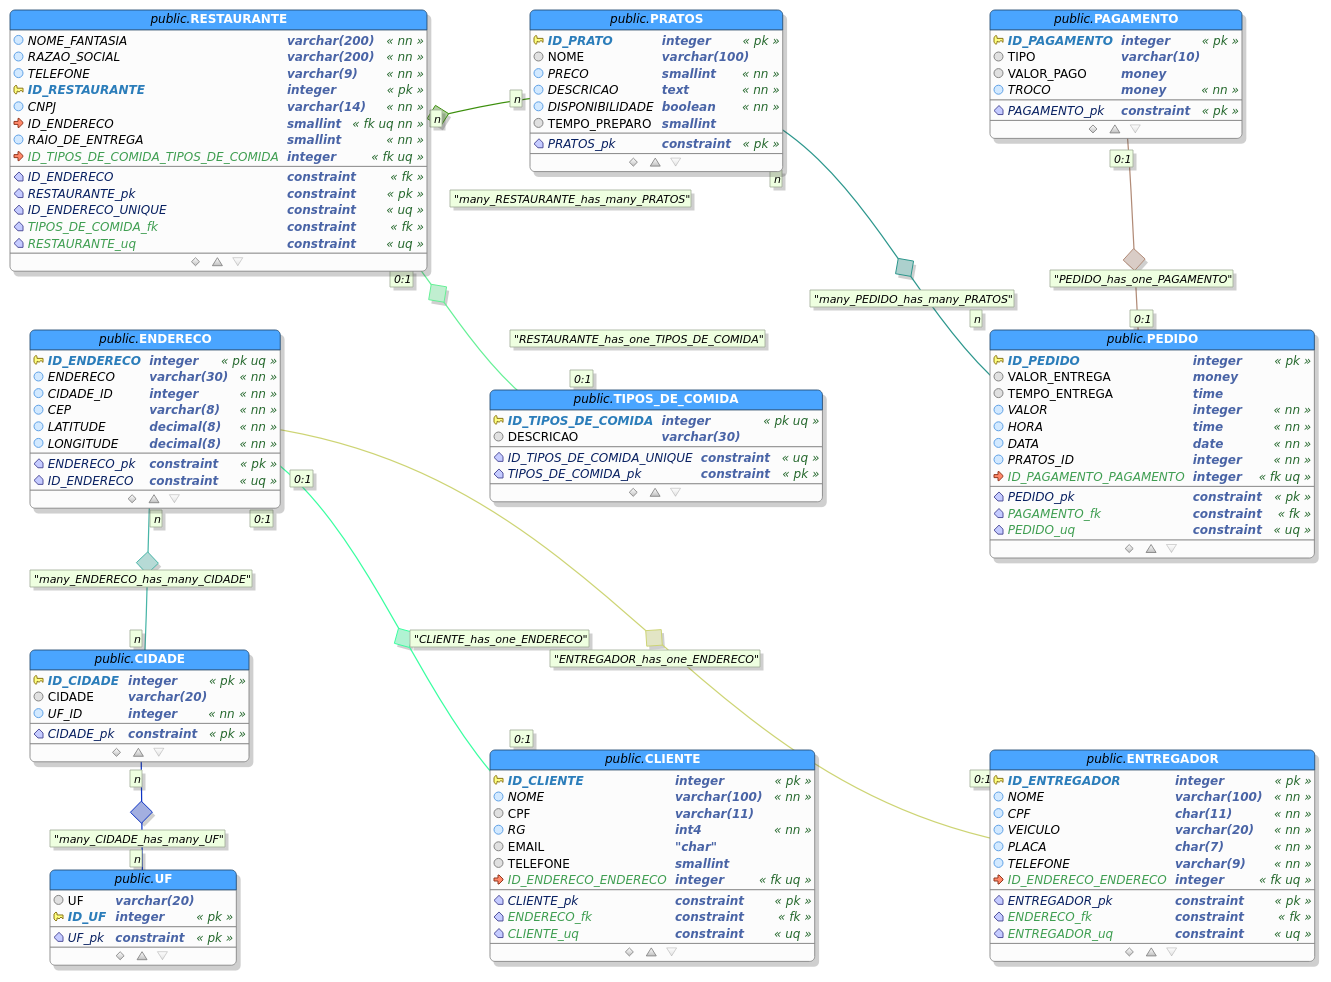 public.RESTAURANTE
NOME_FANTASIA varchar(200) « nn »
RAZAO_SOCIAL varchar(200) « nn »
TELEFONE varchar(9) « nn »
ID_RESTAURANTE integer « pk »
CNPJ varchar(14) « nn »
ID_ENDERECO smallint « fk uq nn »
RAIO_DE_ENTREGA smallint « nn »
ID_TIPOS_DE_COMIDA_TIPOS_DE_COMIDA integer « fk uq »
ID_ENDERECO constraint « fk »
RESTAURANTE_pk constraint « pk »
ID_ENDERECO_UNIQUE constraint « uq »
TIPOS_DE_COMIDA_fk constraint « fk »
RESTAURANTE_uq constraint « uq »
n
n
public.PRATOS
ID_PRATO integer « pk »
NOME varchar(100)
PRECO smallint « nn »
DESCRICAO text « nn »
DISPONIBILIDADE boolean « nn »
TEMPO_PREPARO smallint
PRATOS_pk constraint « pk »
n
"many_RESTAURANTE_has_many_PRATOS"
public.PAGAMENTO
ID_PAGAMENTO integer « pk »
TIPO varchar(10)
VALOR_PAGO money
TROCO money « nn »
PAGAMENTO_pk constraint « pk »
0:1
"PEDIDO_has_one_PAGAMENTO"
0:1
"many_PEDIDO_has_many_PRATOS"
n
0:1
"RESTAURANTE_has_one_TIPOS_DE_COMIDA"
0:1
public.ENDERECO
ID_ENDERECO integer « pk uq »
ENDERECO varchar(30) « nn »
CIDADE_ID integer « nn »
CEP varchar(8) « nn »
LATITUDE decimal(8) « nn »
LONGITUDE decimal(8) « nn »
ENDERECO_pk constraint « pk »
ID_ENDERECO constraint « uq »
0:1
n
0:1
public.TIPOS_DE_COMIDA
ID_TIPOS_DE_COMIDA integer « pk uq »
DESCRICAO varchar(30)
ID_TIPOS_DE_COMIDA_UNIQUE constraint « uq »
TIPOS_DE_COMIDA_pk constraint « pk »
public.PEDIDO
ID_PEDIDO integer « pk »
VALOR_ENTREGA money
TEMPO_ENTREGA time
VALOR integer « nn »
HORA time « nn »
DATA date « nn »
PRATOS_ID integer « nn »
ID_PAGAMENTO_PAGAMENTO integer « fk uq »
PEDIDO_pk constraint « pk »
PAGAMENTO_fk constraint « fk »
PEDIDO_uq constraint « uq »
"many_ENDERECO_has_many_CIDADE"
n
"CLIENTE_has_one_ENDERECO"
"ENTREGADOR_has_one_ENDERECO"
public.CIDADE
ID_CIDADE integer « pk »
CIDADE varchar(20)
UF_ID integer « nn »
CIDADE_pk constraint « pk »
n
"many_CIDADE_has_many_UF"
n
public.UF
UF varchar(20)
ID_UF integer « pk »
UF_pk constraint « pk »
0:1
public.CLIENTE
ID_CLIENTE integer « pk »
NOME varchar(100) « nn »
CPF varchar(11)
RG int4 « nn »
EMAIL "char"
TELEFONE smallint
ID_ENDERECO_ENDERECO integer « fk uq »
CLIENTE_pk constraint « pk »
ENDERECO_fk constraint « fk »
CLIENTE_uq constraint « uq »
0:1
public.ENTREGADOR
ID_ENTREGADOR integer « pk »
NOME varchar(100) « nn »
CPF char(11) « nn »
VEICULO varchar(20) « nn »
PLACA char(7) « nn »
TELEFONE varchar(9) « nn »
ID_ENDERECO_ENDERECO integer « fk uq »
ENTREGADOR_pk constraint « pk »
ENDERECO_fk constraint « fk »
ENTREGADOR_uq constraint « uq »